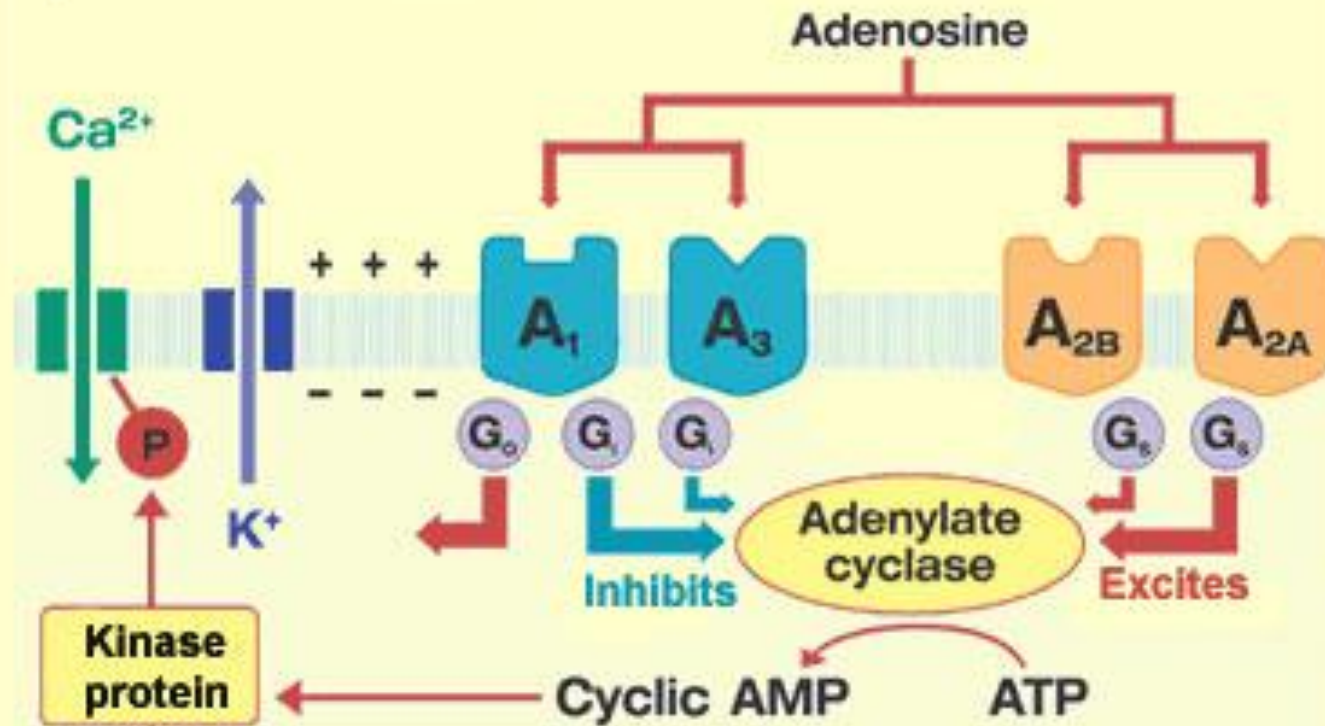 Adenosine
Ca²⁺
+ + +
A₁
A₃
A₂B
A₂A
- - -
Gₒ
Gᵢ
Gᵢ
Gₛ
Gₛ
P
K⁺
Adenylate
cyclase
Inhibits
Excites
Kinase
protein
Cyclic AMP
ATP